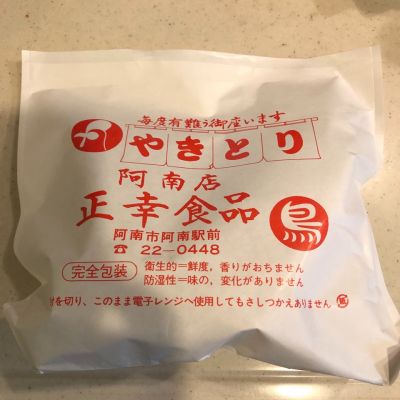 毎度有難う御座います
やきとり
阿南店
正幸食品
鳥
阿南市阿南駅前
☎ 22-0448
完全包装
衛生的=鮮度,香りがおちません
防湿性=味の,変化がありません
を切り、このまま電子レンジへ使用してもさしつかえありません